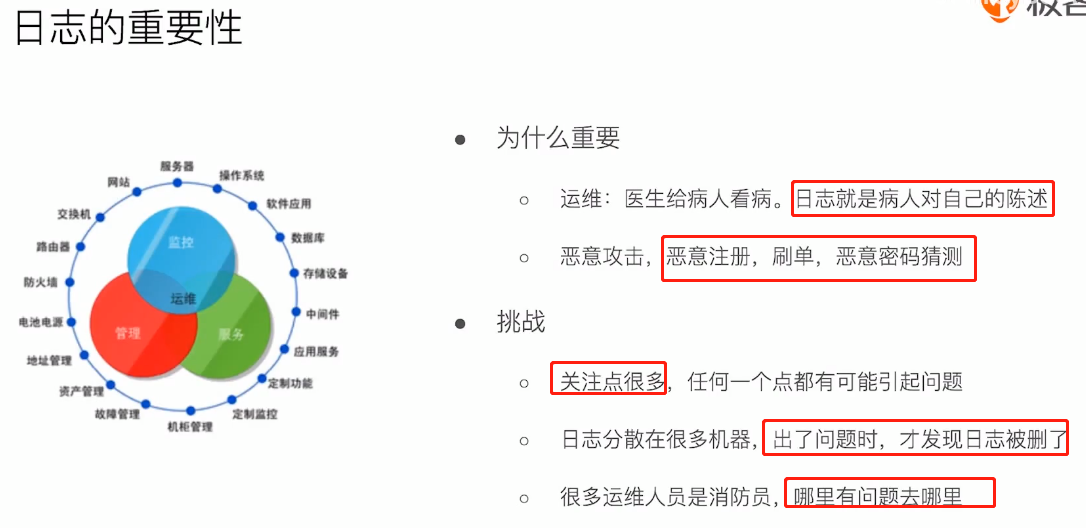 日志的重要性
服务器
网站
操作系统
交换机
软件应用
路由器
数据库
防火墙
存储设备
电池电源
中间件
地址管理
应用服务
资产管理
定制功能
故障管理
定制监控
机柜管理
监控
运维
管理
服务
为什么重要
运维：医生给病人看病。日志就是病人对自己的陈述
恶意攻击，恶意注册，刷单，恶意密码猜测
挑战
关注点很多，任何一个点都有可能引起问题
日志分散在很多机器，出了问题时，才发现日志被删了
很多运维人员是消防员，哪里有问题去哪里